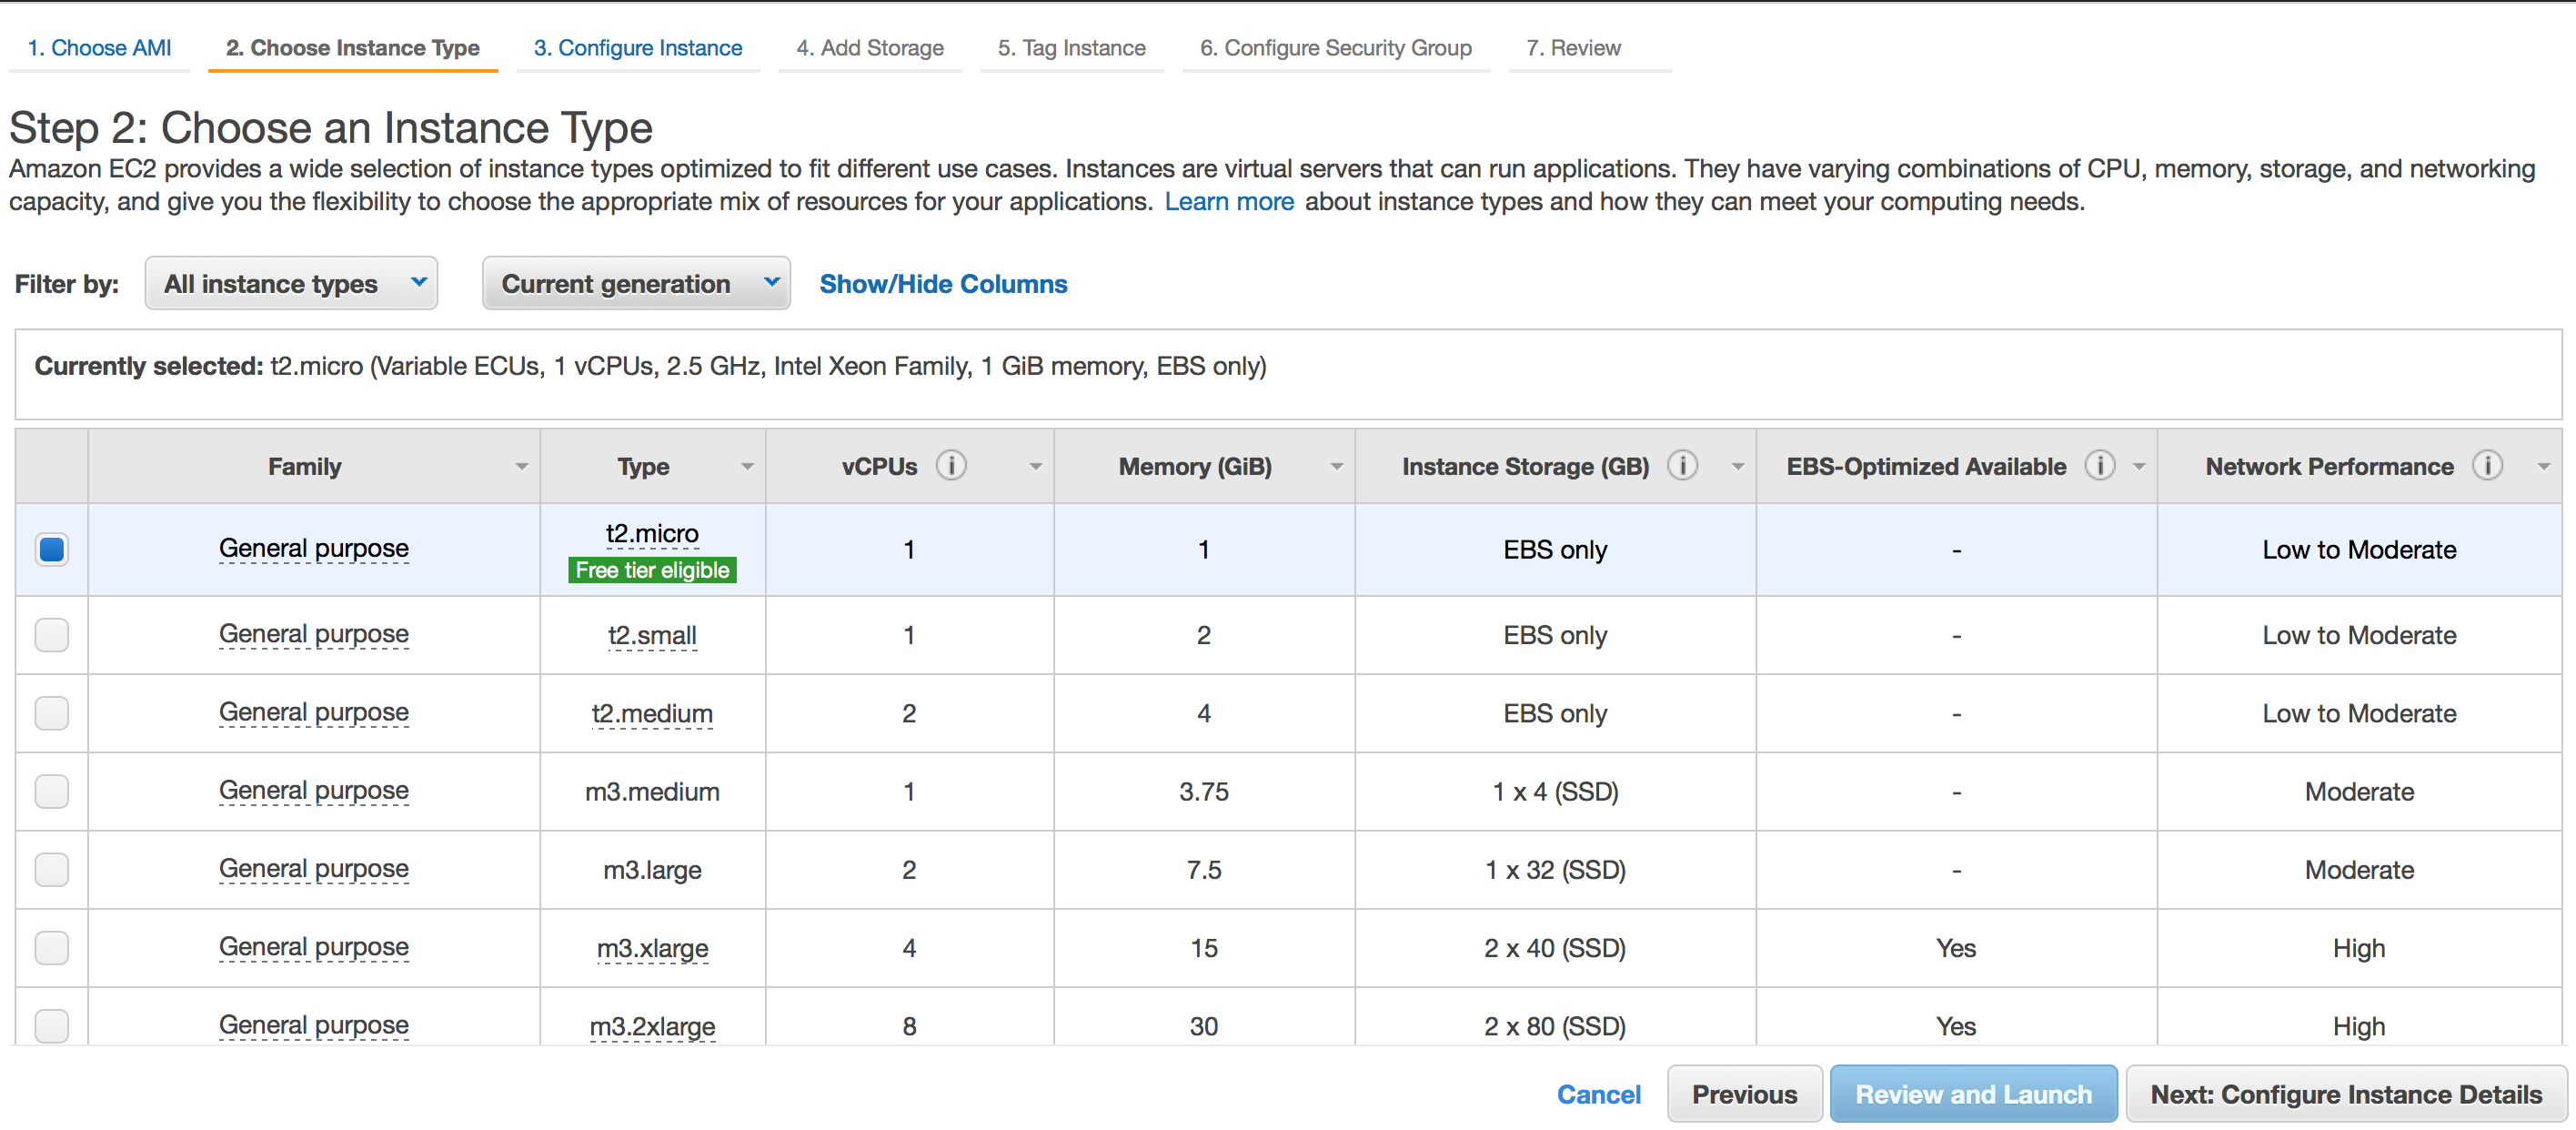 1. Choose AMI 2. Choose Instance Type 3. Configure Instance 4. Add Storage 5. Tag Instance 6. Configure Security Group 7. Review
Step 2: Choose an Instance Type
Amazon EC2 provides a wide selection of instance types optimized to fit different use cases. Instances are virtual servers that can run applications. They have varying combinations of CPU, memory, storage, and networking
capacity, and give you the flexibility to choose the appropriate mix of resources for your applications. Learn more about instance types and how they can meet your computing needs.
Filter by: All instance types Current generation Show/Hide Columns
Currently selected: t2.micro (Variable ECUs, 1 vCPUs, 2.5 GHz, Intel Xeon Family, 1 GiB memory, EBS only)
Family Type vCPUs i Memory (GiB) Instance Storage (GB) i EBS-Optimized Available i Network Performance i
General purpose t2.micro 1 1 EBS only - Low to Moderate
Free tier eligible
General purpose t2.small 1 2 EBS only - Low to Moderate
General purpose t2.medium 2 4 EBS only - Low to Moderate
General purpose m3.medium 1 3.75 1 x 4 (SSD) - Moderate
General purpose m3.large 2 7.5 1 x 32 (SSD) - Moderate
General purpose m3.xlarge 4 15 2 x 40 (SSD) Yes High
General purpose m3.2xlarge 8 30 2 x 80 (SSD) Yes High
Cancel Previous Review and Launch Next: Configure Instance Details